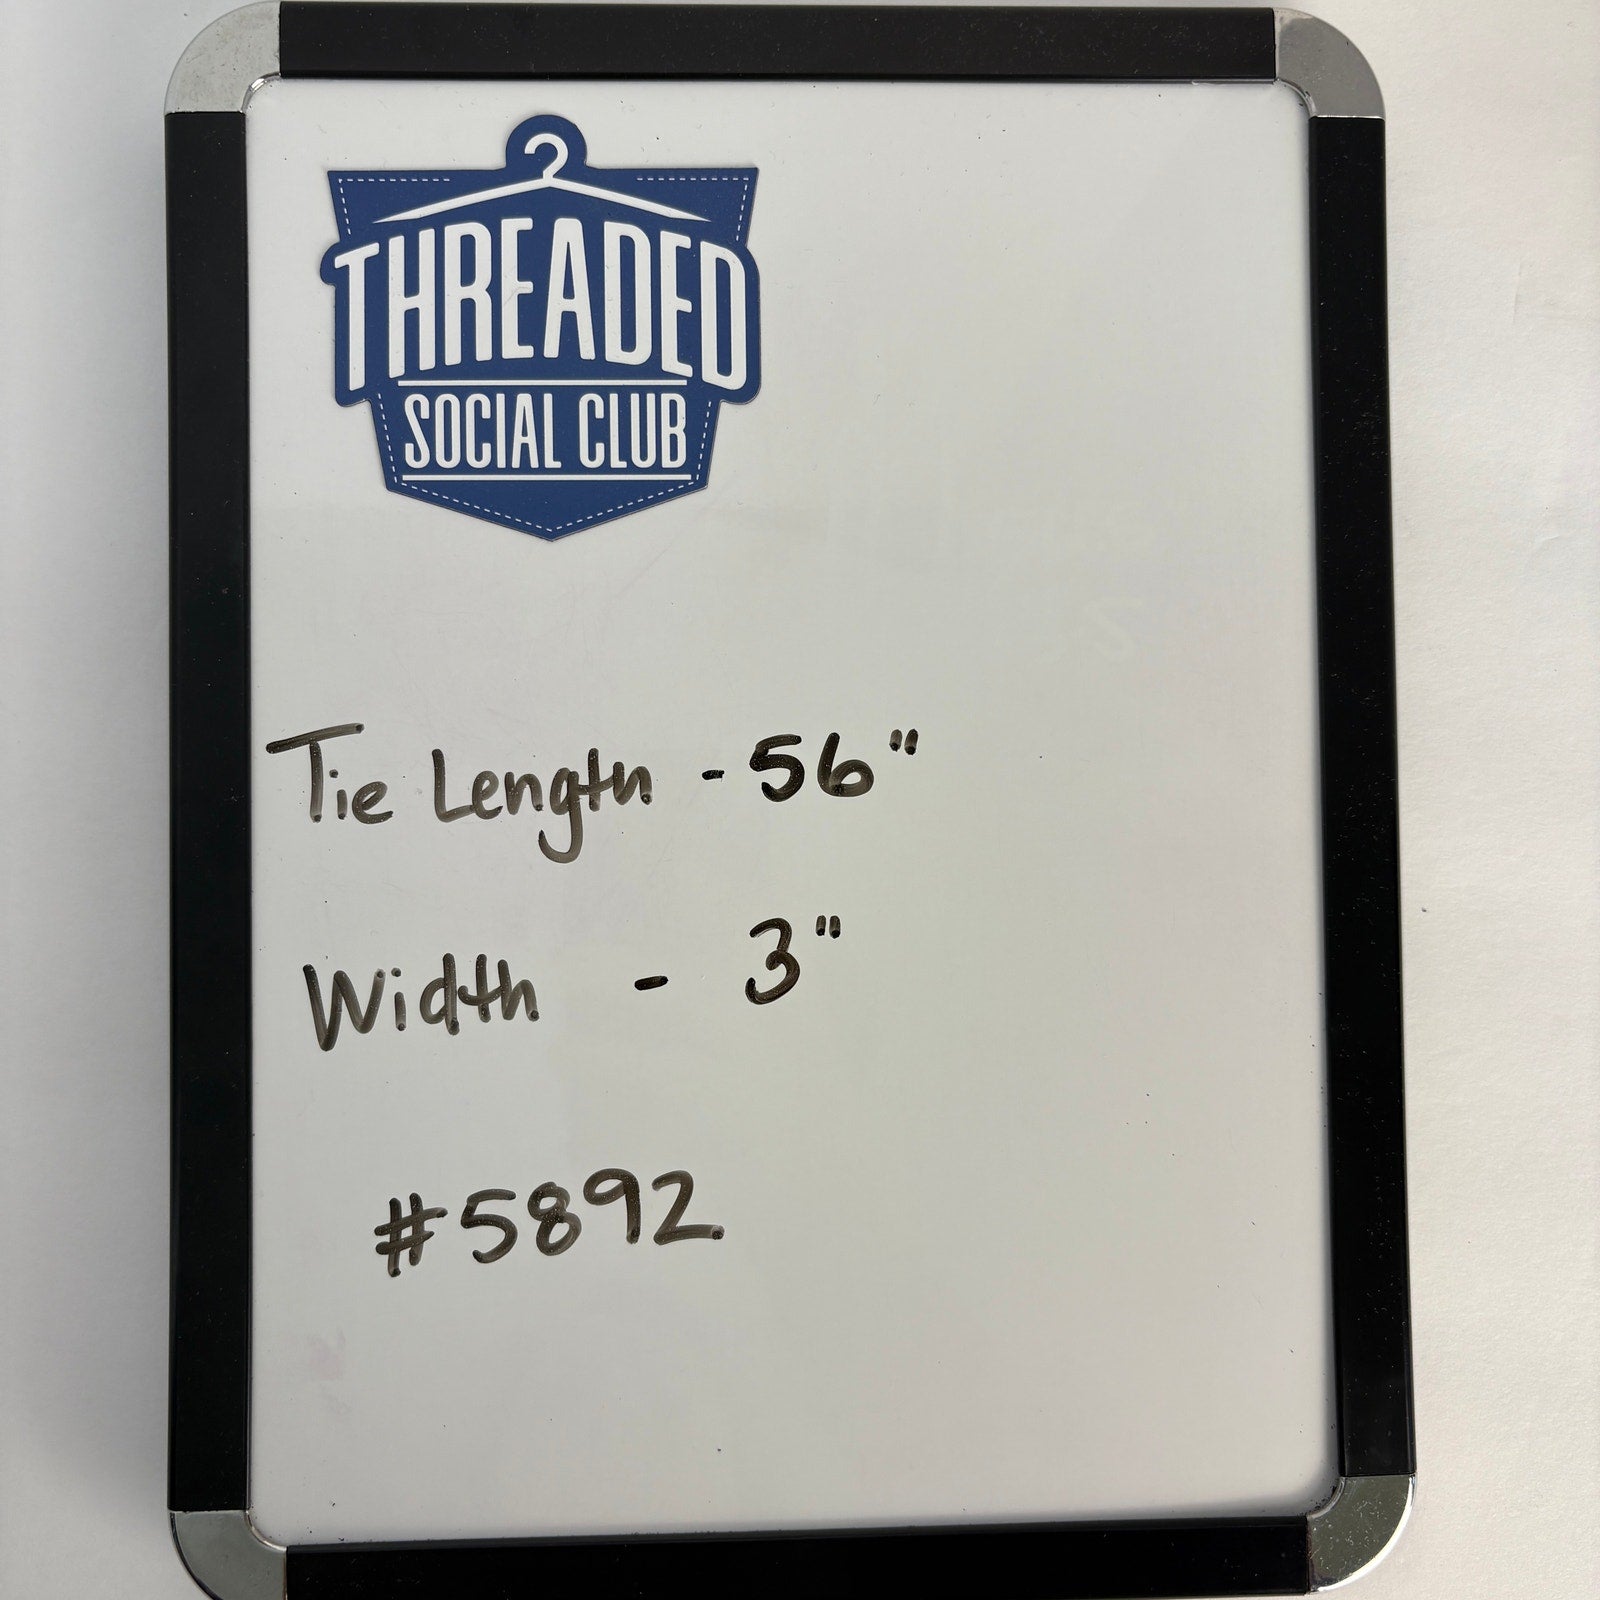 THREADED
SOCIAL CLUB
Tie Length - 56"
Width - 3"
#5892